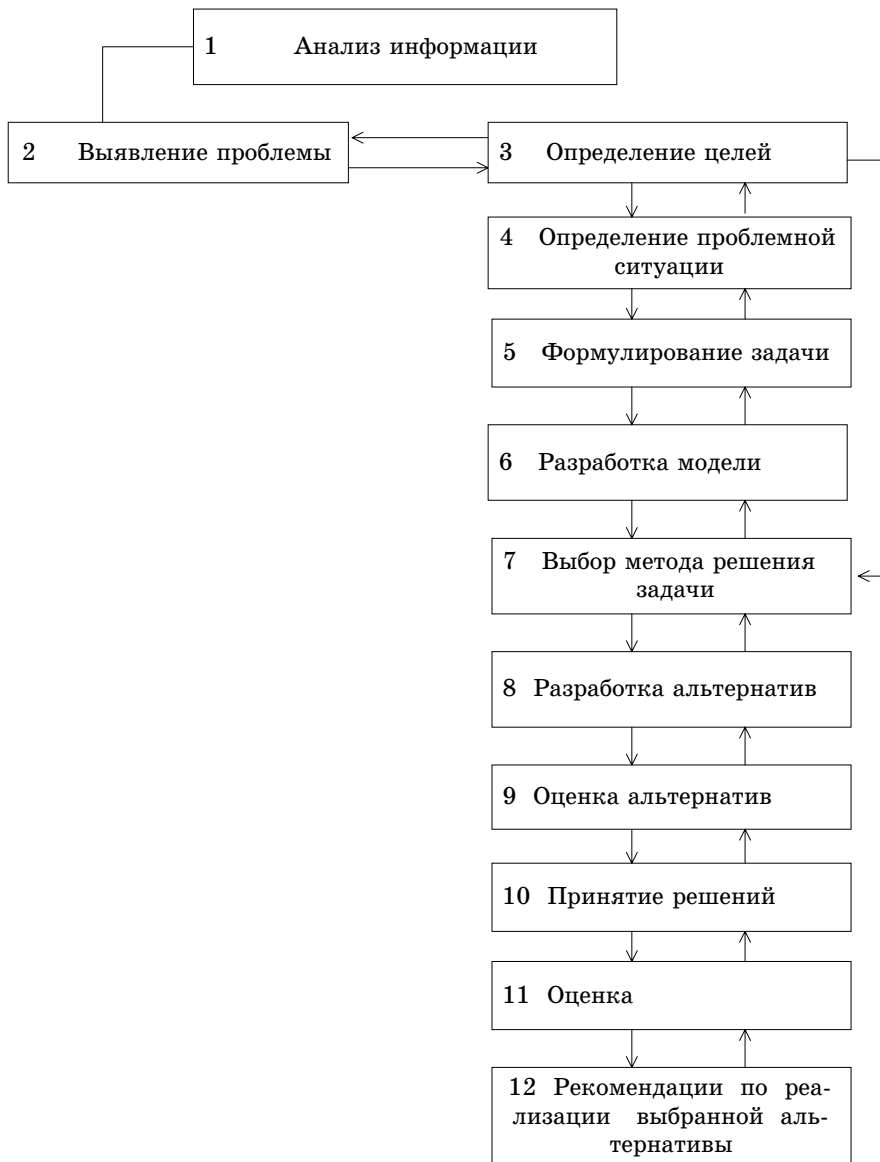 1 Анализ информации
2 Выявление проблемы
3 Определение целей
4 Определение проблемной
ситуации
5 Формулирование задачи
6 Разработка модели
7 Выбор метода решения
задачи
8 Разработка альтернатив
9 Оценка альтернатив
10 Принятие решений
11 Оценка
12 Рекомендации по реа-
лизации выбранной аль-
тернативы